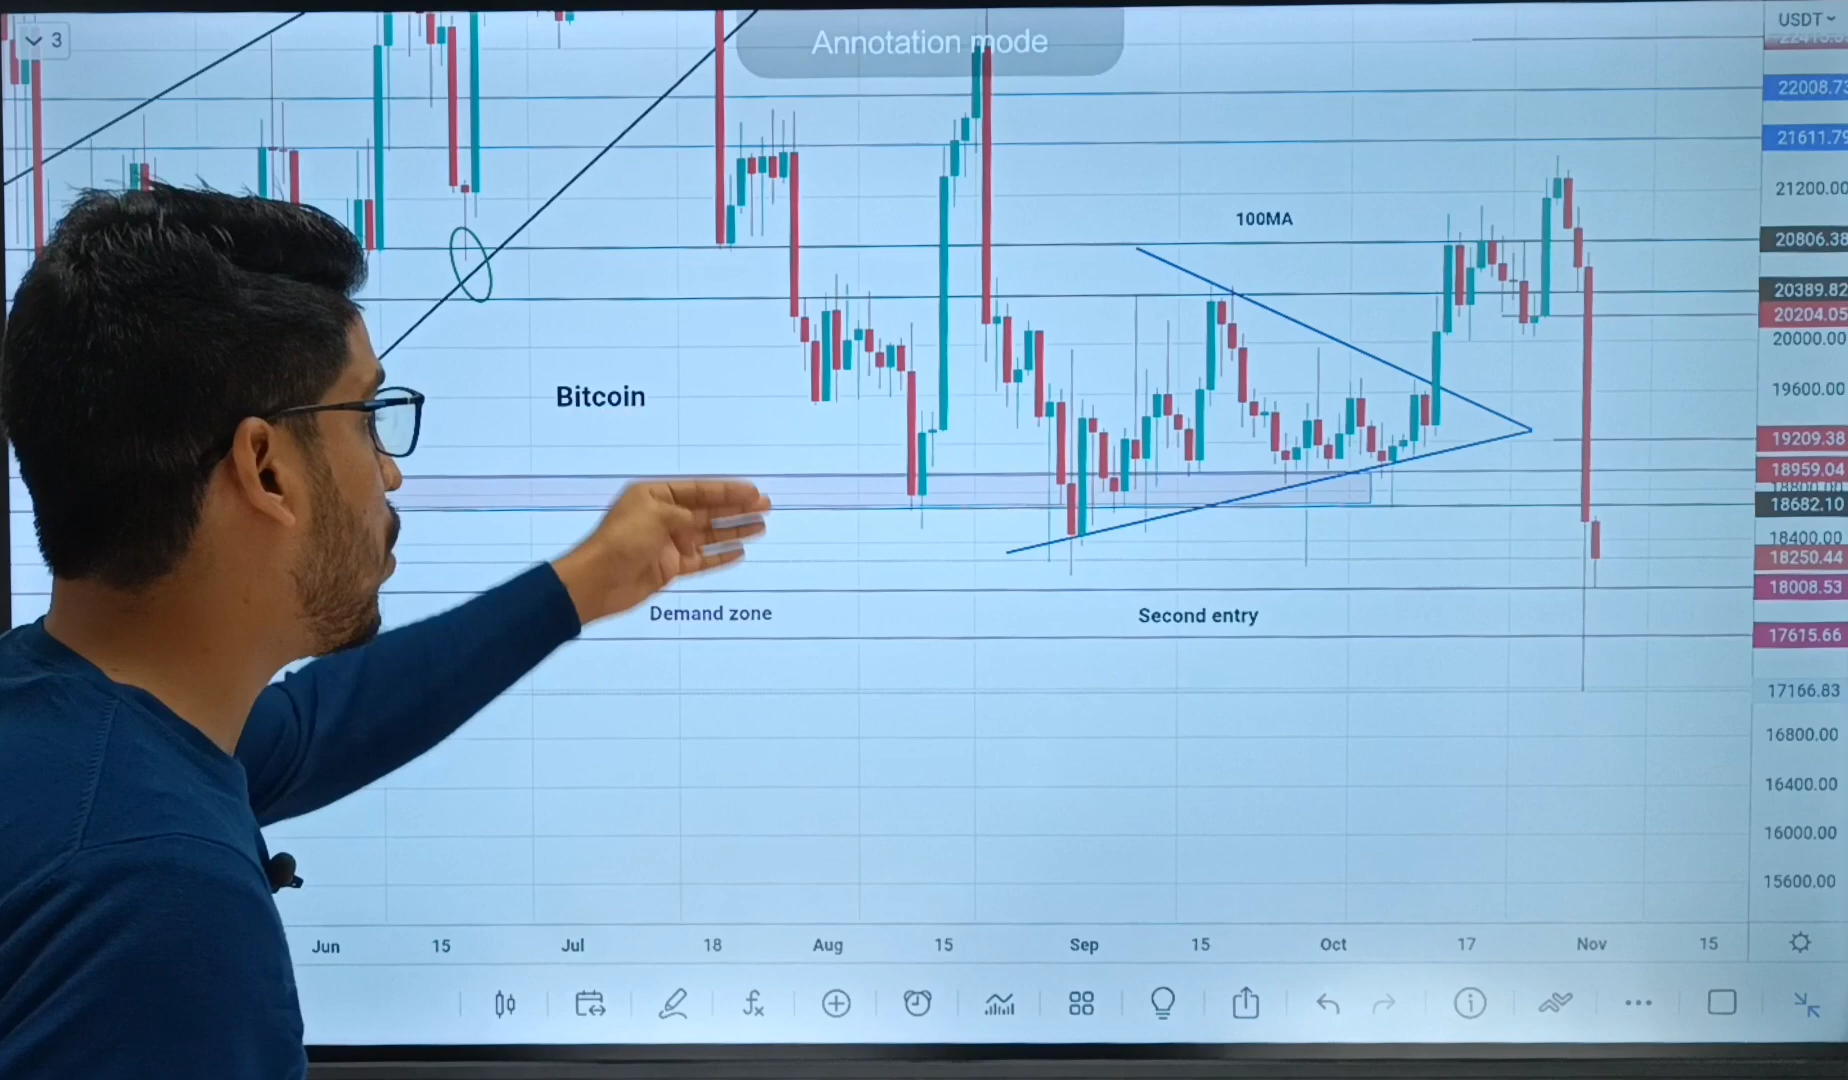 3
Annotation mode
USDT
22008.73
21611.79
21200.00
100MA
20806.38
20389.82
20204.05
20000.00
19600.00
Bitcoin
19209.38
18959.04
18682.10
18400.00
18250.44
18008.53
Demand zone
Second entry
17615.66
17166.83
16800.00
16400.00
16000.00
15600.00
Jun 15 Jul 18 Aug 15 Sep 15 Oct 17 Nov 15
fx